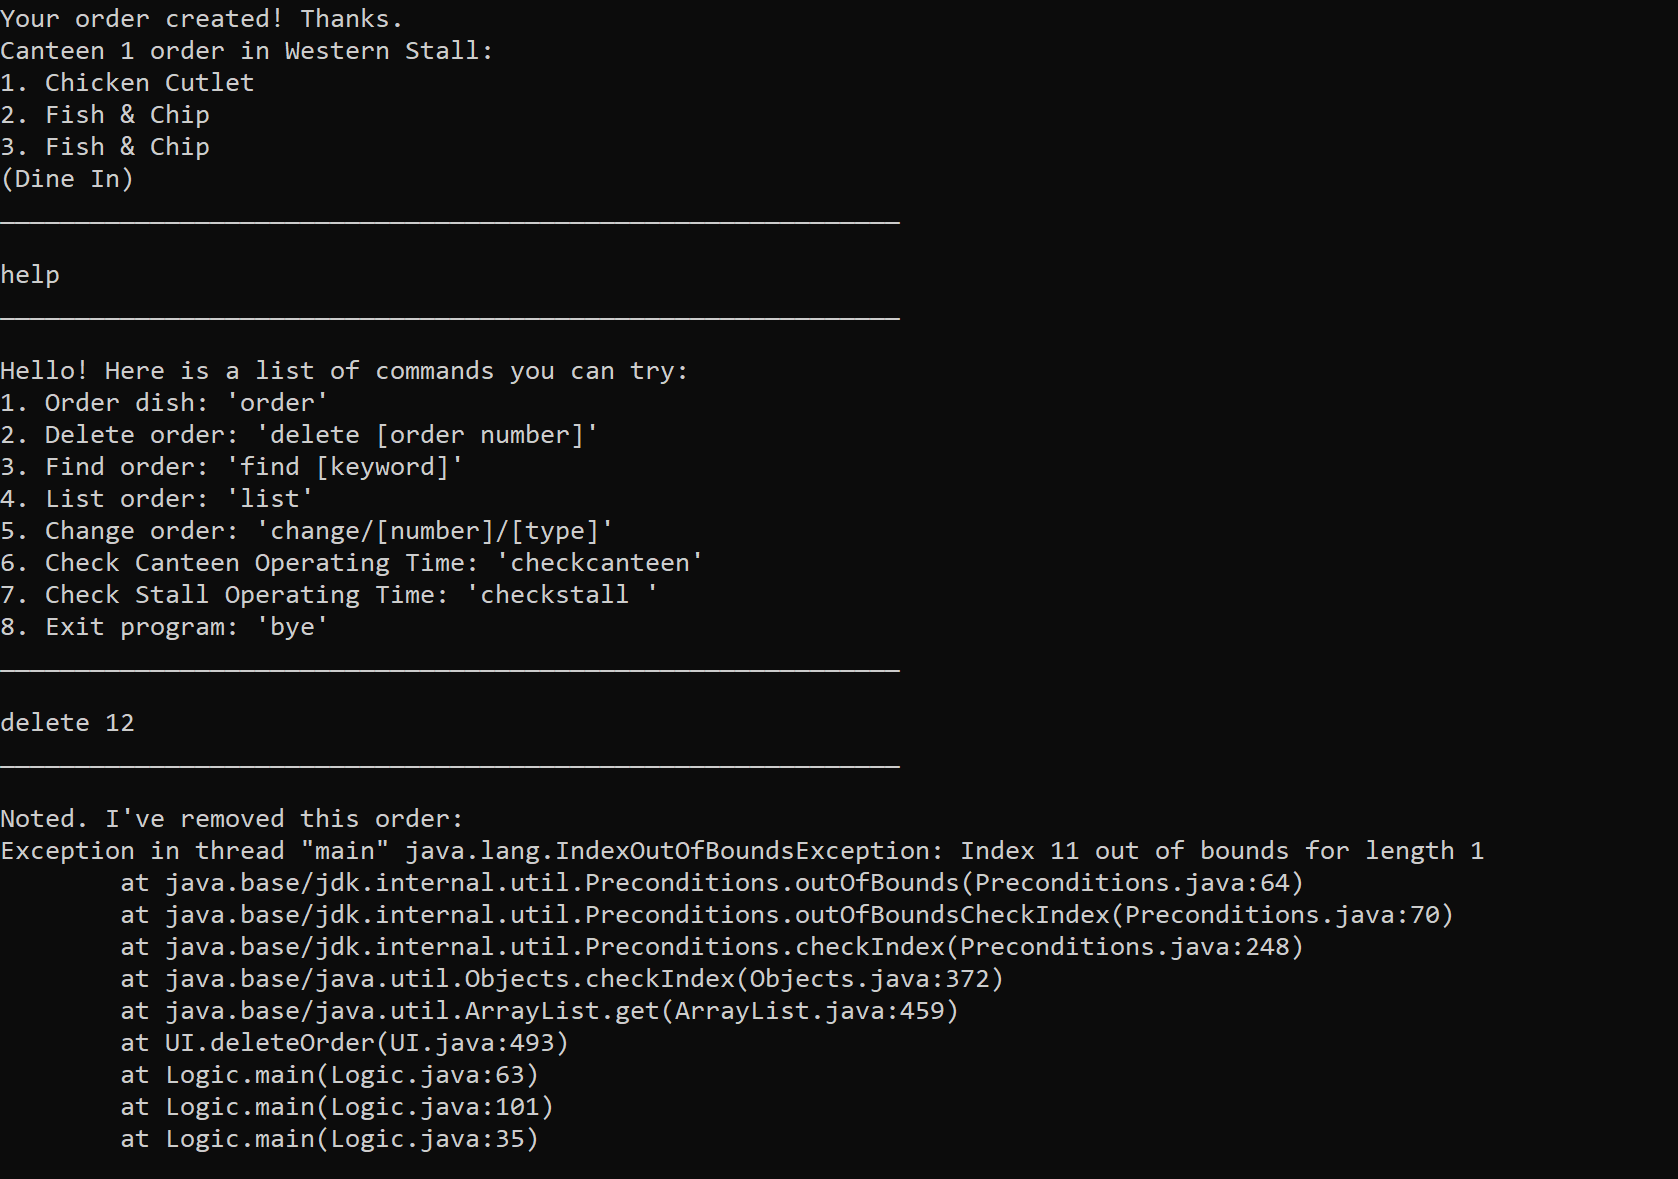 Your order created! Thanks.
Canteen 1 order in Western Stall:
1. Chicken Cutlet
2. Fish & Chip
3. Fish & Chip
(Dine In)
____________________________________________________________
help
____________________________________________________________
Hello! Here is a list of commands you can try:
1. Order dish: 'order'
2. Delete order: 'delete [order number]'
3. Find order: 'find [keyword]'
4. List order: 'list'
5. Change order: 'change/[number]/[type]'
6. Check Canteen Operating Time: 'checkcanteen'
7. Check Stall Operating Time: 'checkstall '
8. Exit program: 'bye'
____________________________________________________________
delete 12
____________________________________________________________
Noted. I've removed this order:
Exception in thread "main" java.lang.IndexOutOfBoundsException: Index 11 out of bounds for length 1
        at java.base/jdk.internal.util.Preconditions.outOfBounds(Preconditions.java:64)
        at java.base/jdk.internal.util.Preconditions.outOfBoundsCheckIndex(Preconditions.java:70)
        at java.base/jdk.internal.util.Preconditions.checkIndex(Preconditions.java:248)
        at java.base/java.util.Objects.checkIndex(Objects.java:372)
        at java.base/java.util.ArrayList.get(ArrayList.java:459)
        at UI.deleteOrder(UI.java:493)
        at Logic.main(Logic.java:63)
        at Logic.main(Logic.java:101)
        at Logic.main(Logic.java:35)